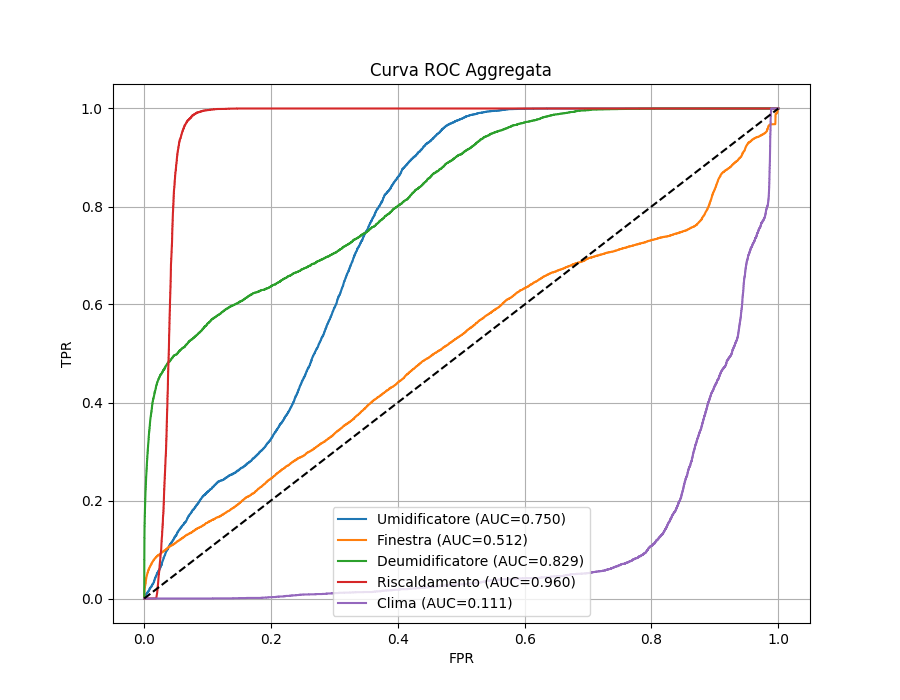 Curva ROC Aggregata
TPR
1.0
0.8
0.6
0.4
0.2
0.0
Umidificatore (AUC=0.750)
Finestra (AUC=0.512)
Deumidificatore (AUC=0.829)
Riscaldamento (AUC=0.960)
Clima (AUC=0.111)
0.0 0.2 0.4 0.6 0.8 1.0
FPR